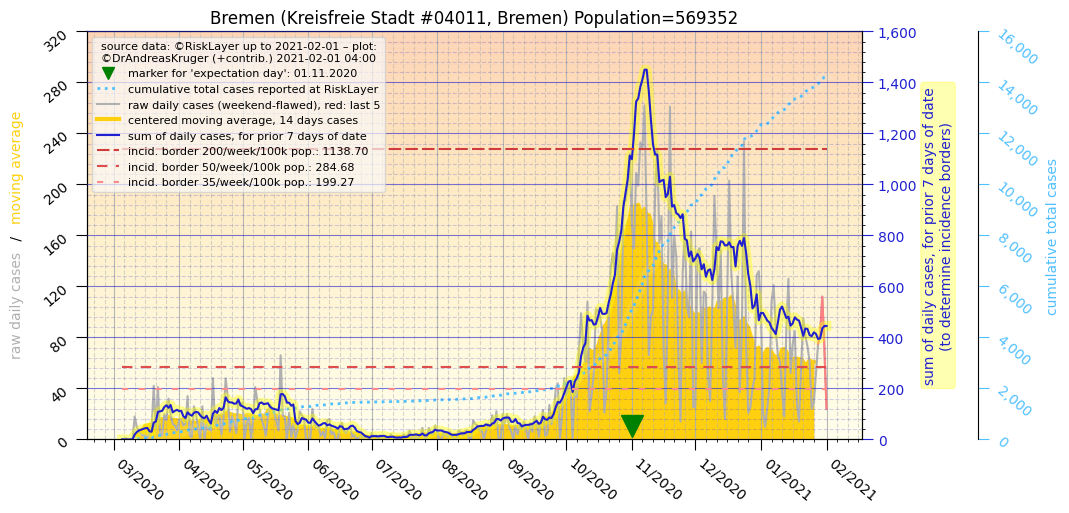 Bremen (Kreisfreie Stadt #04011, Bremen) Population=569352
source data: ©RiskLayer up to 2021-02-01 – plot:
©DrAndreasKruger (+contrib.) 2021-02-01 04:00
marker for 'expectation day': 01.11.2020
cumulative total cases reported at RiskLayer
raw daily cases (weekend-flawed), red: last 5
centered moving average, 14 days cases
sum of daily cases, for prior 7 days of date
incid. border 200/week/100k pop.: 1138.70
incid. border 50/week/100k pop.: 284.68
incid. border 35/week/100k pop.: 199.27
raw daily cases / moving average
320
280
240
200
160
120
80
40
0
03/2020
04/2020
05/2020
06/2020
07/2020
08/2020
09/2020
10/2020
11/2020
12/2020
01/2021
02/2021
1,600
1,400
1,200
1,000
800
600
400
200
0
sum of daily cases, for prior 7 days of date
(to determine incidence borders)
16,000
14,000
12,000
10,000
8,000
6,000
4,000
2,000
0
cumulative total cases